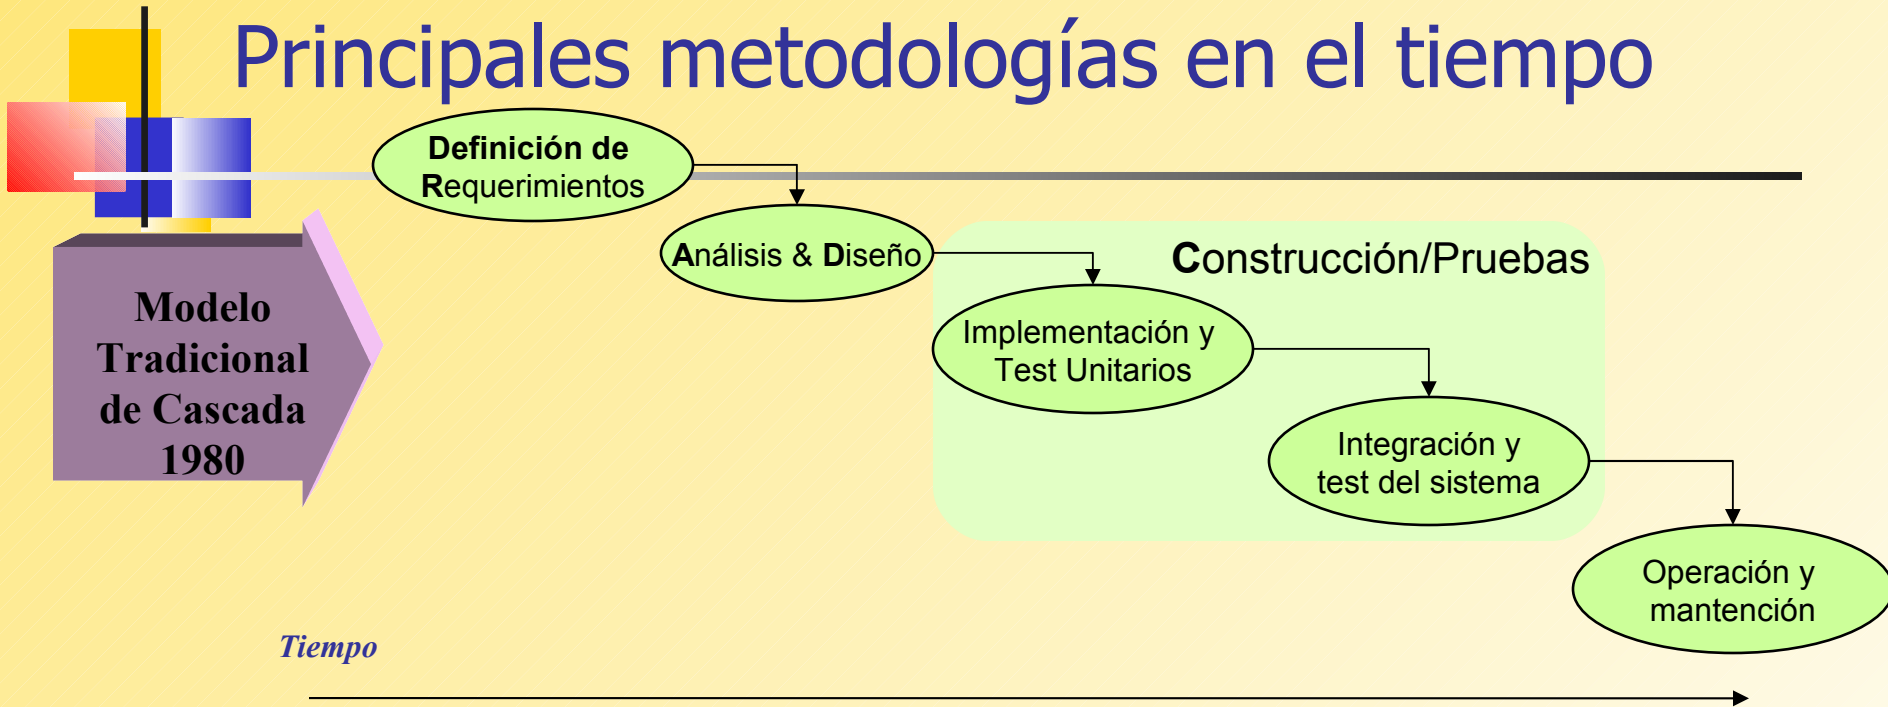 Principales metodologías en el tiempo
Definición de
Requerimientos
Análisis & Diseño
Construcción/Pruebas
Modelo
Tradicional
de Cascada
1980
Implementación y
Test Unitarios
Integración y
test del sistema
Operación y
mantención
Tiempo